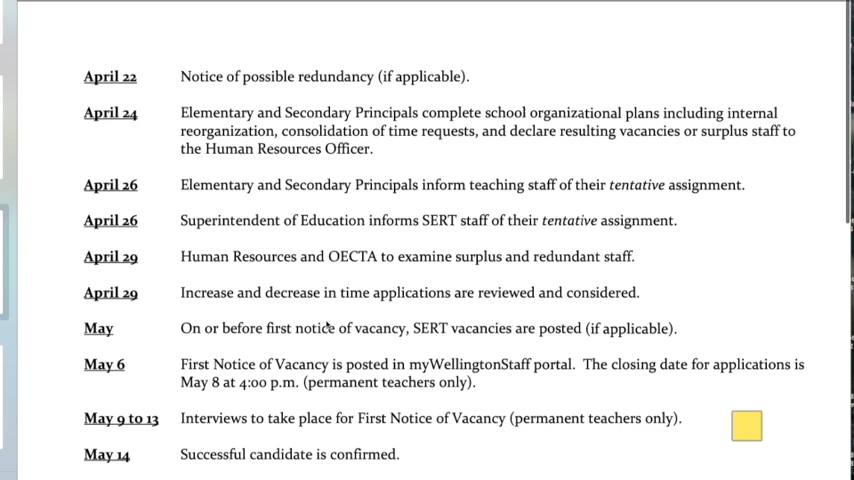 April 22 Notice of possible redundancy (if applicable).
April 24 Elementary and Secondary Principals complete school organizational plans including internal
reorganization, consolidation of time requests, and declare resulting vacancies or surplus staff to
the Human Resources Officer.
April 26 Elementary and Secondary Principals inform teaching staff of their tentative assignment.
April 26 Superintendent of Education informs SERT staff of their tentative assignment.
April 29 Human Resources and OECTA to examine surplus and redundant staff.
April 29 Increase and decrease in time applications are reviewed and considered.
May On or before first notice of vacancy, SERT vacancies are posted (if applicable).
May 6 First Notice of Vacancy is posted in myWellingtonStaff portal. The closing date for applications is
May 8 at 4:00 p.m. (permanent teachers only).
May 9 to 13 Interviews to take place for First Notice of Vacancy (permanent teachers only).
May 14 Successful candidate is confirmed.